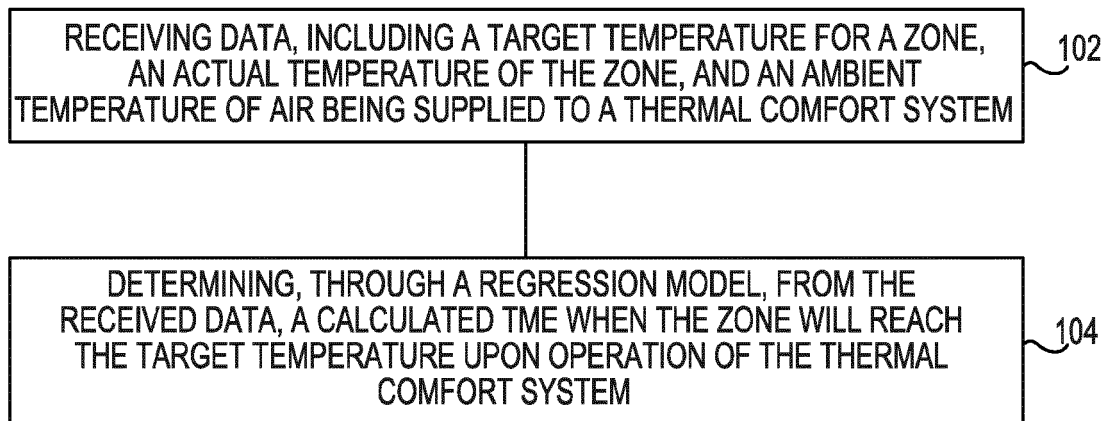 RECEIVING DATA, INCLUDING A TARGET TEMPERATURE FOR A ZONE,
AN ACTUAL TEMPERATURE OF THE ZONE, AND AN AMBIENT
TEMPERATURE OF AIR BEING SUPPLIED TO A THERMAL COMFORT SYSTEM
102
DETERMINING, THROUGH A REGRESSION MODEL, FROM THE
RECEIVED DATA, A CALCULATED TME WHEN THE ZONE WILL REACH
THE TARGET TEMPERATURE UPON OPERATION OF THE THERMAL
COMFORT SYSTEM
104